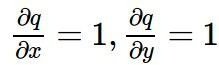 ∂q/∂x = 1, ∂q/∂y = 1